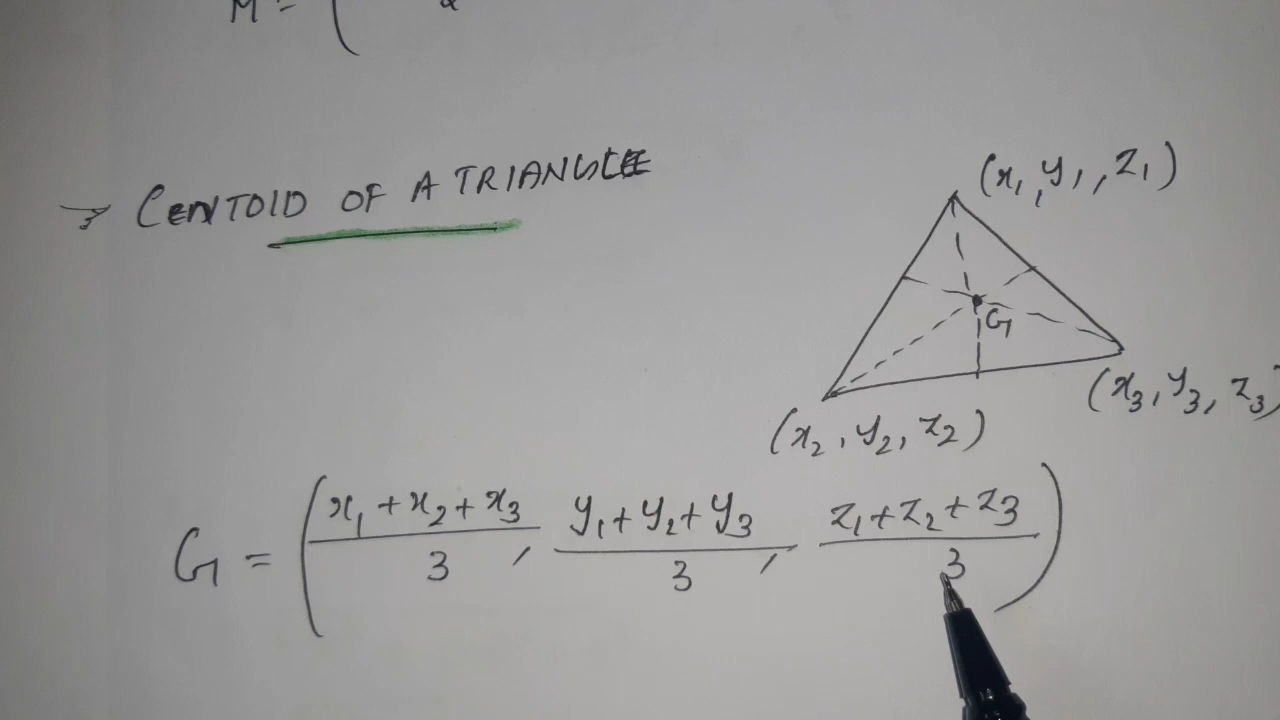 M = (
→ CENTOID OF A TRIANGLE
(x₁, y₁, z₁)
G
(x₃, y₃, z₃)
(x₂, y₂, z₂)
G = ( (x₁+x₂+x₃)/3, (y₁+y₂+y₃)/3, (z₁+z₂+z₃)/3 )